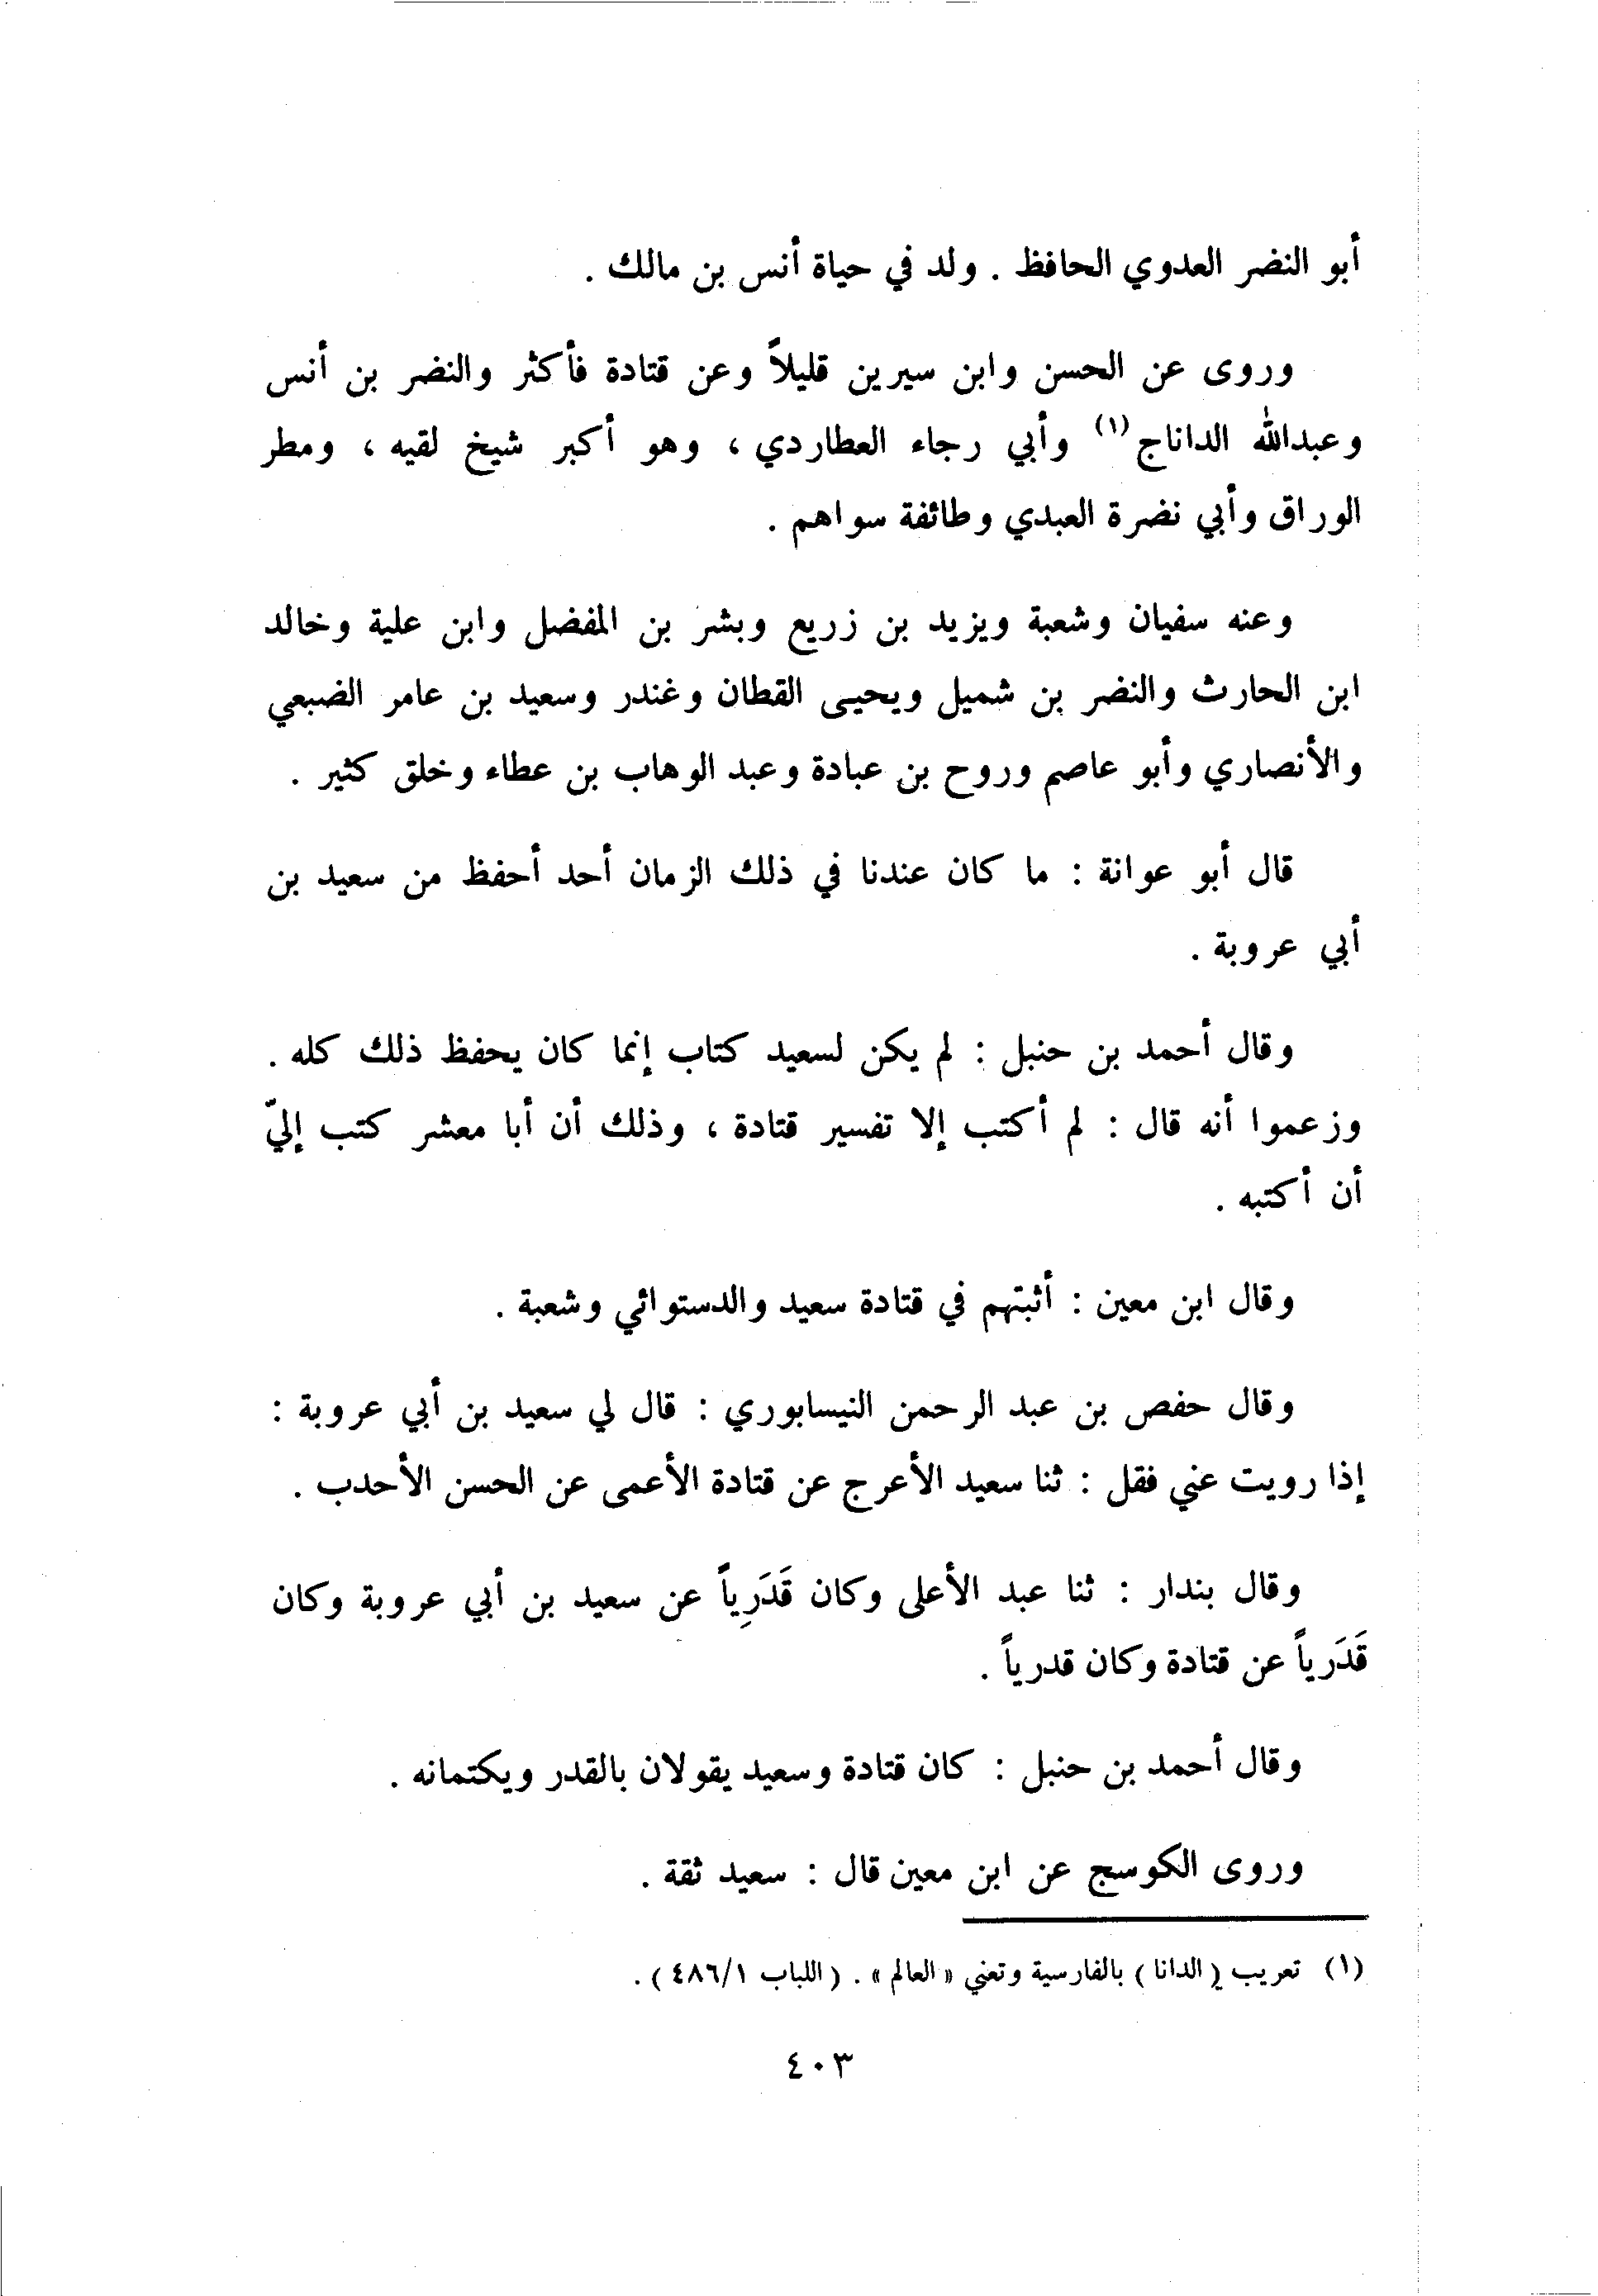 أبو النضر العدوي الحافظ . ولد في حياة أنس بن مالك .
وروى عن الحسن وابن سيرين قليلاً وعن قتادة فأكثر والنضر بن أنس
وعبدالله الداناج(١) وأبي رجاء العطاردي ، وهو أكبر شيخ لقيه ، ومطر
الوراق وأبي نضرة العبدي وطائفة سواهم .
وعنه سفيان وشعبة ويزيد بن زريع وبشر بن المفضل وابن علية وخالد
ابن الحارث والنضر بن شميل ويحيى القطان وغندر وسعيد بن عامر الضبعي
والأنصاري وأبو عاصم وروح بن عبادة وعبد الوهاب بن عطاء وخلق كثير .
قال أبو عوانة : ما كان عندنا في ذلك الزمان أحد أحفظ من سعيد بن
أبي عروبة .
وقال أحمد بن حنبل : لم يكن لسعيد كتاب إنما كان يحفظ ذلك كله .
وزعموا أنه قال : لم أكتب إلا تفسير قتادة ، وذلك أن أبا معشر كتب إليّ
أن أكتبه .
وقال ابن معين : أثبتهم في قتادة سعيد والدستوائي وشعبة .
وقال حفص بن عبد الرحمن النيسابوري : قال لي سعيد بن أبي عروبة :
إذا رويت عني فقل : ثنا سعيد الأعرج عن قتادة الأعمى عن الحسن الأحدب .
وقال بندار : ثنا عبد الأعلى وكان قَدَرِياً عن سعيد بن أبي عروبة وكان
قَدَرياً عن قتادة وكان قدرياً .
وقال أحمد بن حنبل : كان قتادة وسعيد يقولان بالقدر ويكتمانه .
وروى الكوسج عن ابن معين قال : سعيد ثقة .
(١) تعريب ( الدانا ) بالفارسية وتعني « العالم » . ( اللباب ٤٨٦/١ ) .
٤٠٣